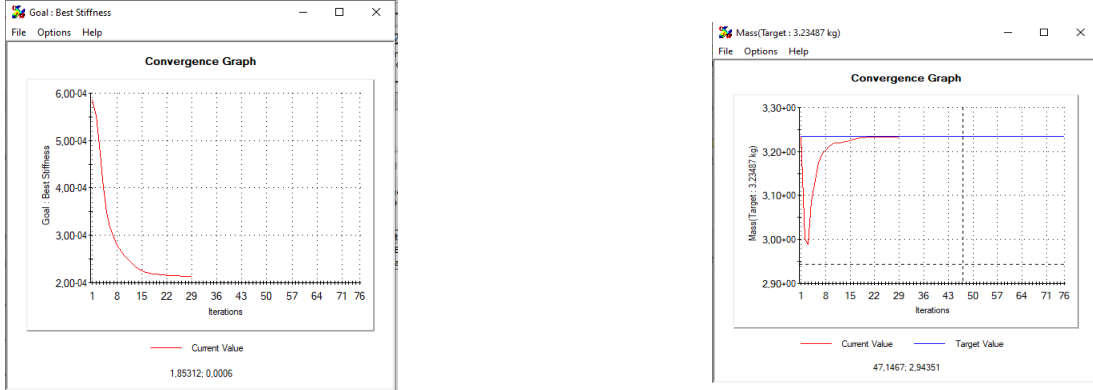 Goal : Best Stiffness
File Options Help
Convergence Graph
6,00-04
5,00-04
4,00-04
3,00-04
2,00-04
Goal : Best Stiffness
1 8 15 22 29 36 43 50 57 64 71 76
Iterations
Current Value
1,85312; 0,0006
Mass(Target : 3.23487 kg)
File Options Help
Convergence Graph
3,30+00
3,20+00
3,10+00
3,00+00
2,90+00
Mass(Target : 3.23487 kg)
1 8 15 22 29 36 43 50 57 64 71 76
Iterations
Current Value Target Value
47,1467; 2.94351